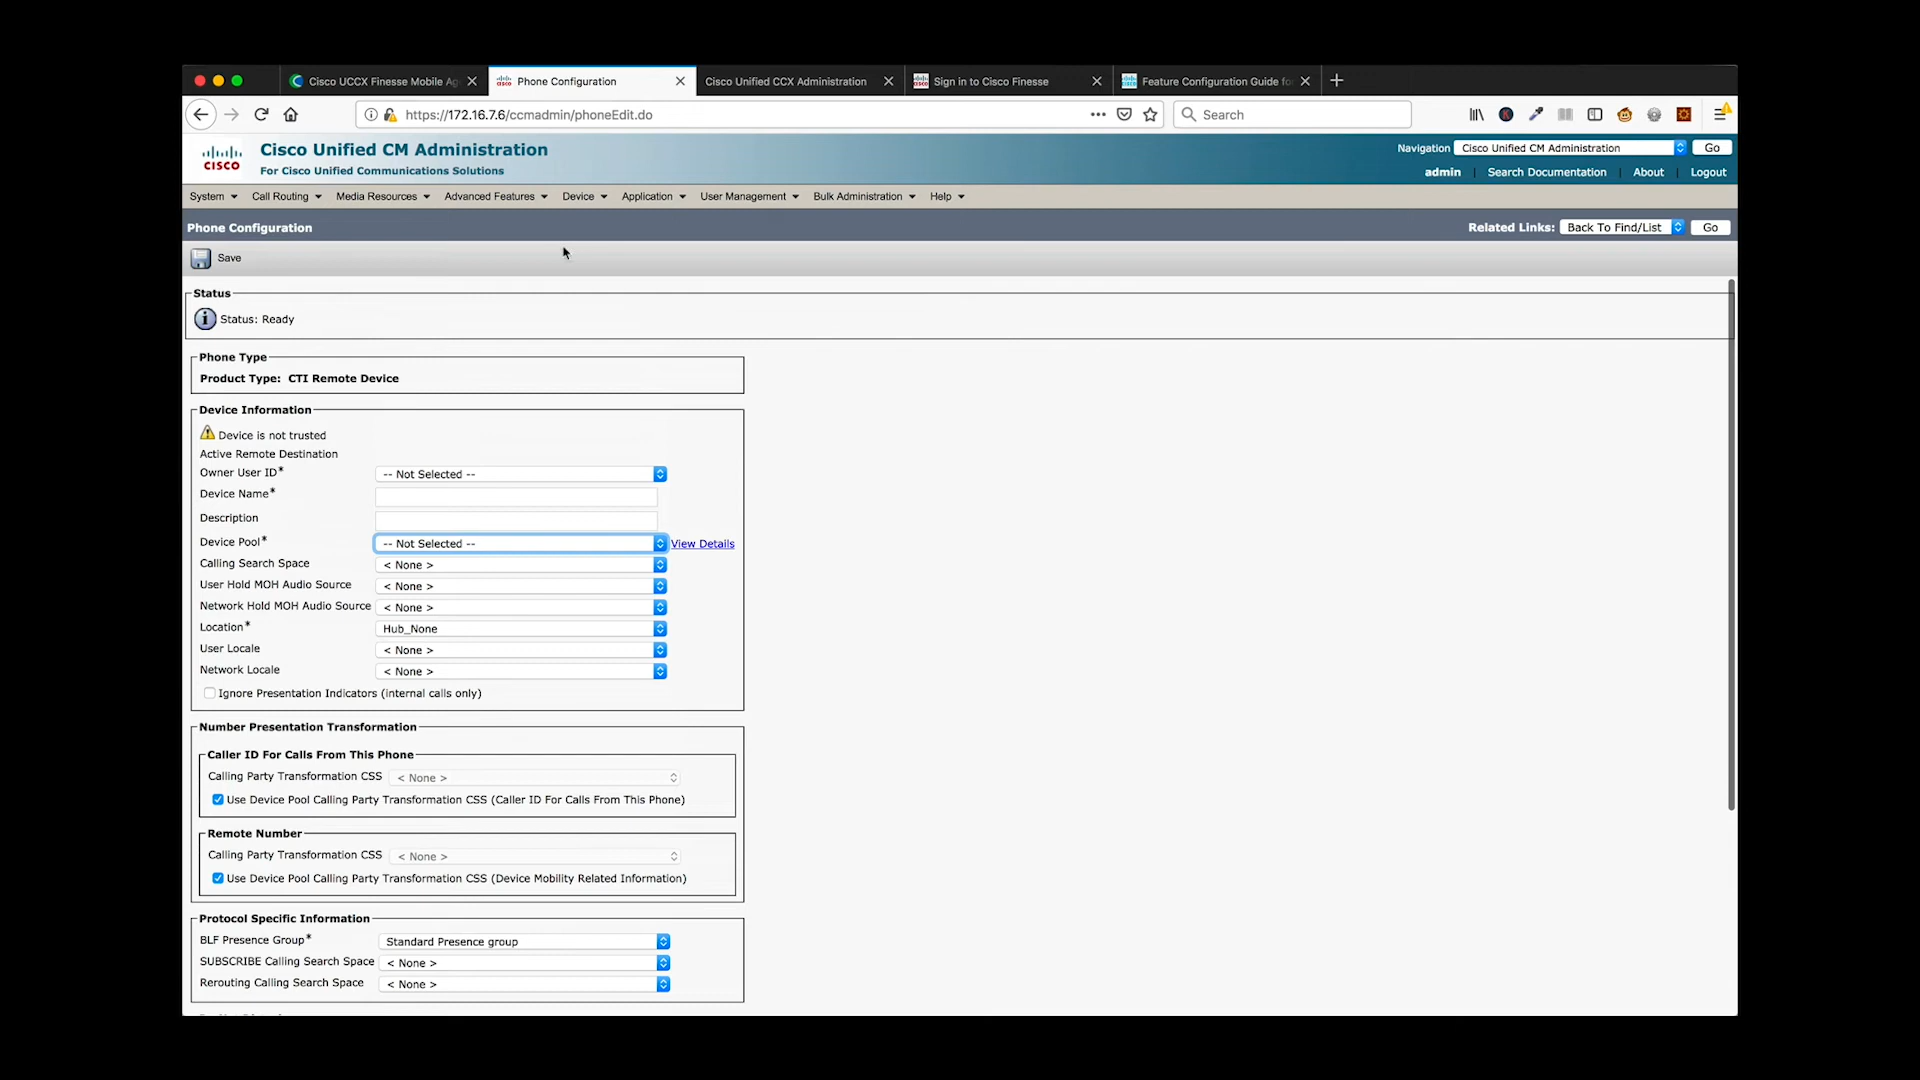 Cisco UCCX Finesse Mobile Ag
Phone Configuration
Cisco Unified CCX Administration
Sign in to Cisco Finesse
Feature Configuration Guide fo
https://172.16.7.6/ccmadmin/phoneEdit.do
Search
CISCO
Cisco Unified CM Administration
For Cisco Unified Communications Solutions
Navigation Cisco Unified CM Administration Go
admin Search Documentation About Logout
System Call Routing Media Resources Advanced Features Device Application User Management Bulk Administration Help
Phone Configuration
Related Links: Back To Find/List Go
Save
Status
Status: Ready
Phone Type
Product Type: CTI Remote Device
Device Information
Device is not trusted
Active Remote Destination
Owner User ID* -- Not Selected --
Device Name*
Description
Device Pool* -- Not Selected -- View Details
Calling Search Space < None >
User Hold MOH Audio Source < None >
Network Hold MOH Audio Source < None >
Location* Hub_None
User Locale < None >
Network Locale < None >
Ignore Presentation Indicators (internal calls only)
Number Presentation Transformation
Caller ID For Calls From This Phone
Calling Party Transformation CSS < None >
Use Device Pool Calling Party Transformation CSS (Caller ID For Calls From This Phone)
Remote Number
Calling Party Transformation CSS < None >
Use Device Pool Calling Party Transformation CSS (Device Mobility Related Information)
Protocol Specific Information
BLF Presence Group* Standard Presence group
SUBSCRIBE Calling Search Space < None >
Rerouting Calling Search Space < None >